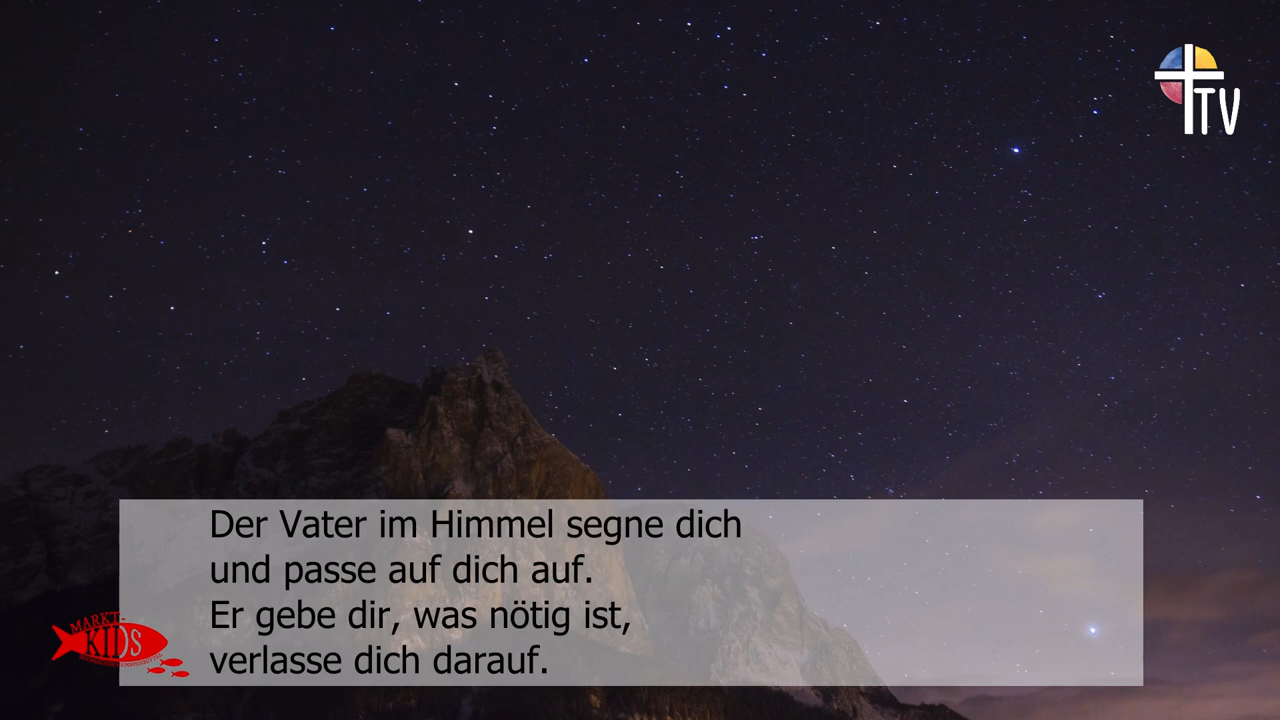 TV
Der Vater im Himmel segne dich
und passe auf dich auf.
Er gebe dir, was nötig ist,
verlasse dich darauf.
MARKT-
KIDS